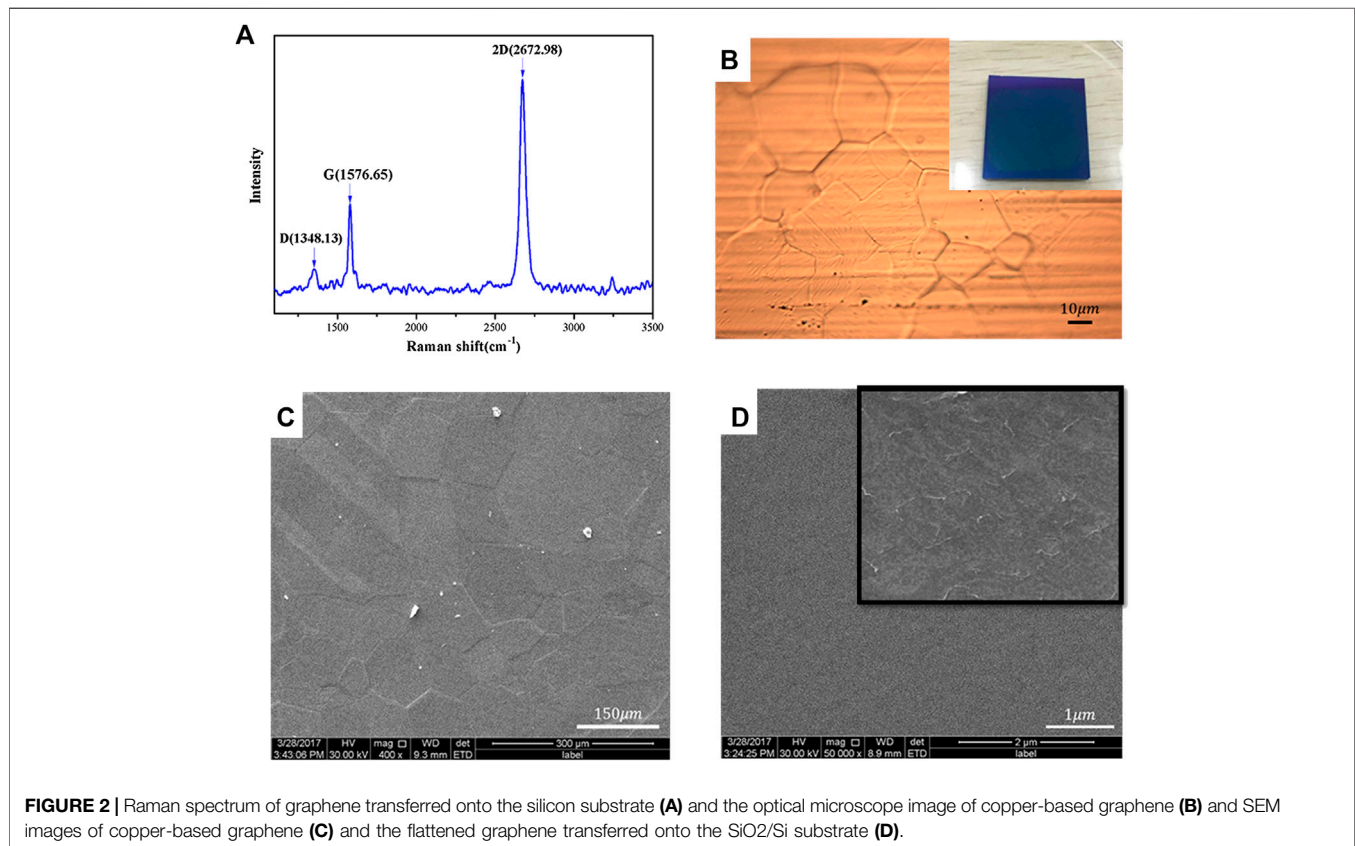 A
2D(2672.98)
G(1576.65)
D(1348.13)
Intensity
1500 2000 2500 3000 3500
Raman shift(cm⁻¹)
B
10μm
C
150μm
3/28/2017 HV mag □ WD det 300 μm
3:43:06 PM 30.00 kV 400 x 9.3 mm ETD label
D
1μm
3/28/2017 HV mag □ WD det 2 μm
3:24:25 PM 30.00 kV 50 000 x 8.9 mm ETD label
FIGURE 2 | Raman spectrum of graphene transferred onto the silicon substrate (A) and the optical microscope image of copper-based graphene (B) and SEM
images of copper-based graphene (C) and the flattened graphene transferred onto the SiO2/Si substrate (D).